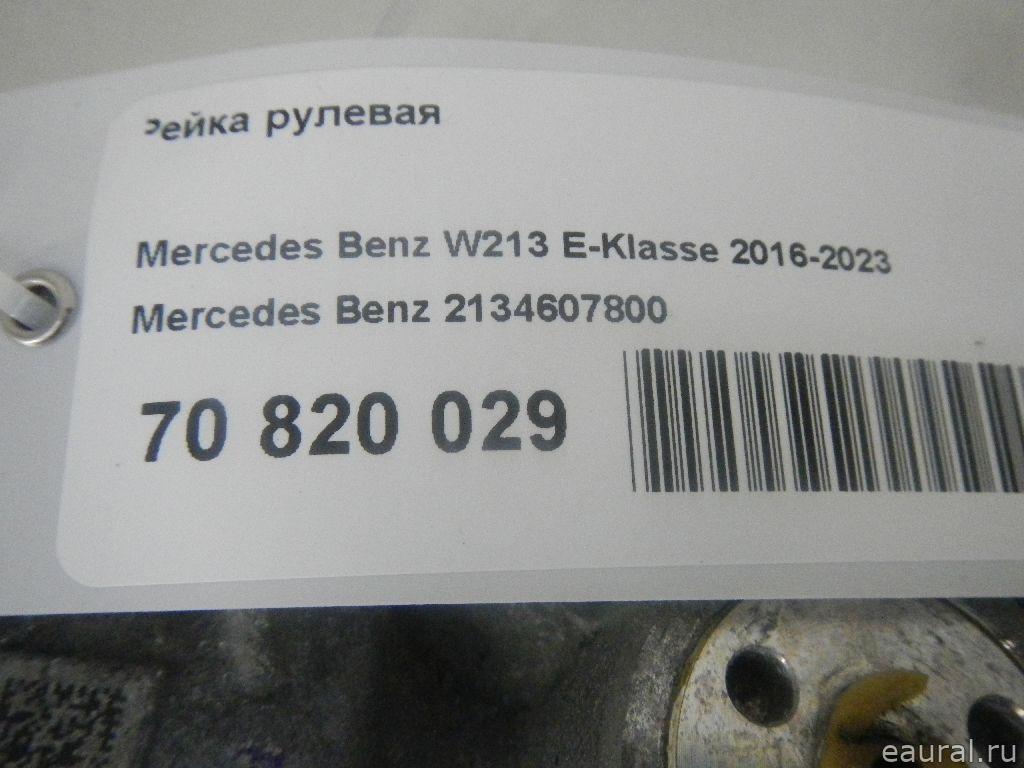 Рейка рулевая
Mercedes Benz W213 E-Klasse 2016-2023
Mercedes Benz 2134607800
70 820 029
eaural.ru